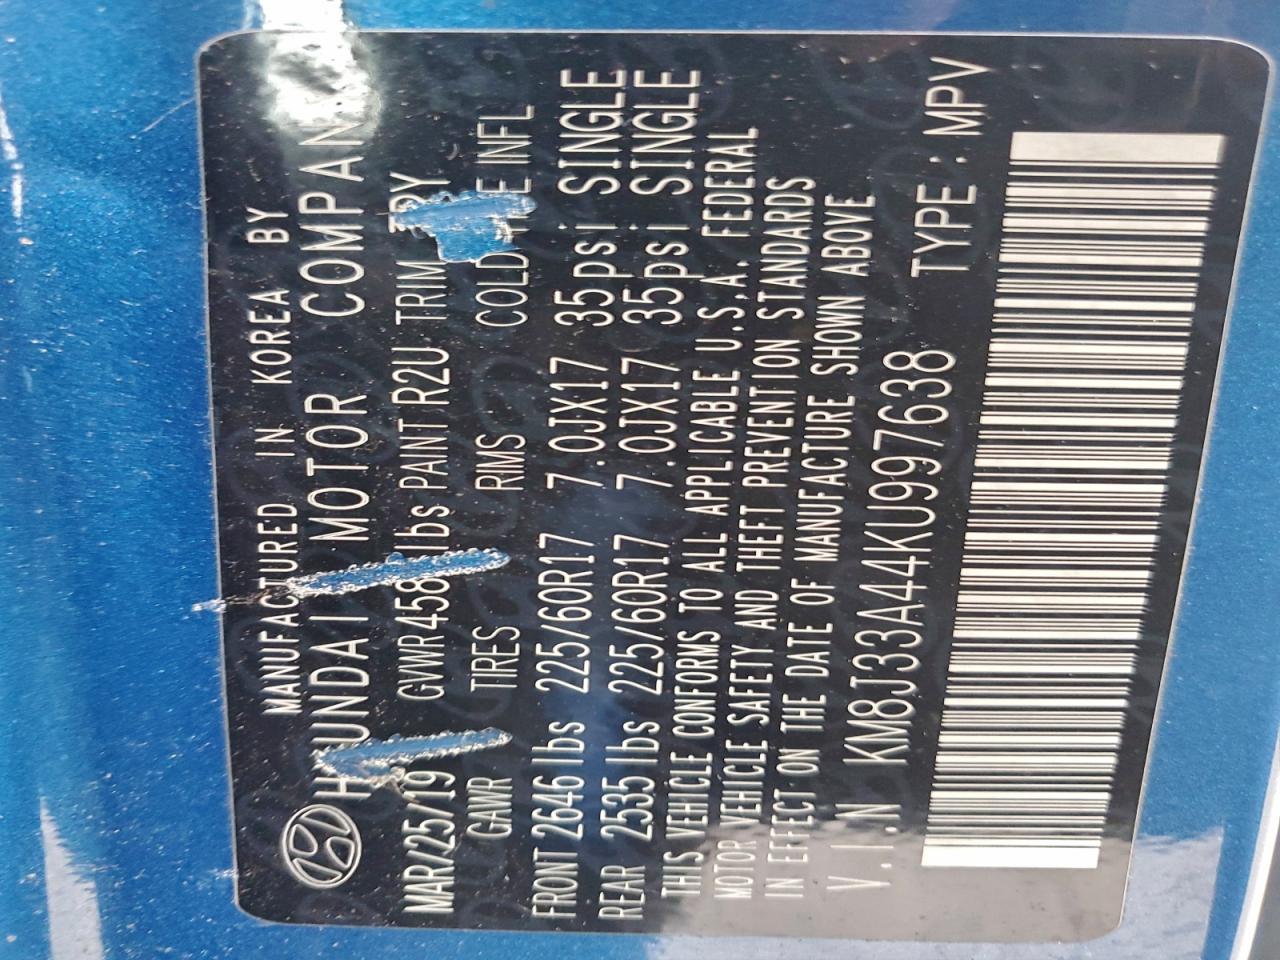 MANUFACTURED IN KOREA BY
HYUNDAI MOTOR COMPANY
MAR/25/19 lbs PAINT R2U TRIM
GAWR TIRES RIMS COLD INFL
FRONT 2646 lbs 225/60R17 7.0JX17 35psi SINGLE
REAR 2535 lbs 225/60R17 7.0JX17 35psi SINGLE
THIS VEHICLE CONFORMS TO ALL APPLICABLE U.S.A. FEDERAL
MOTOR VEHICLE SAFETY AND THEFT PREVENTION STANDARDS
IN EFFECT ON THE DATE OF MANUFACTURE SHOWN ABOVE
V.I.N KM8J33A44KU997638 TYPE : MPV